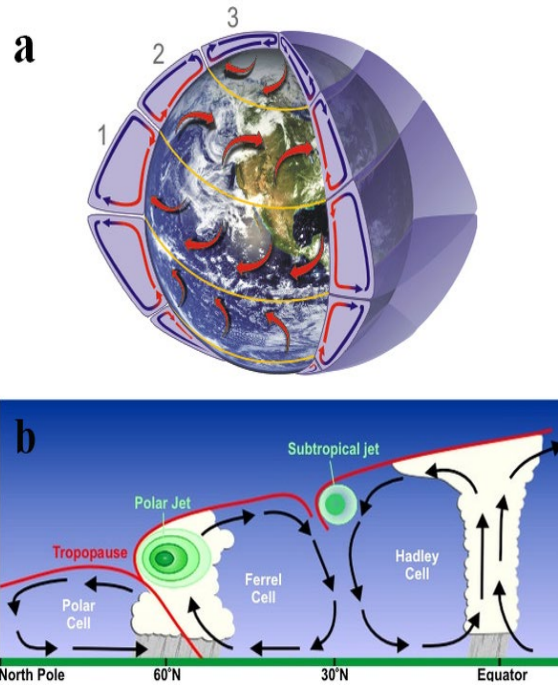 a
3
2
1
b
Subtropical jet
Polar Jet
Tropopause
Hadley
Cell
Ferrel
Cell
Polar
Cell
North Pole
60°N
30°N
Equator